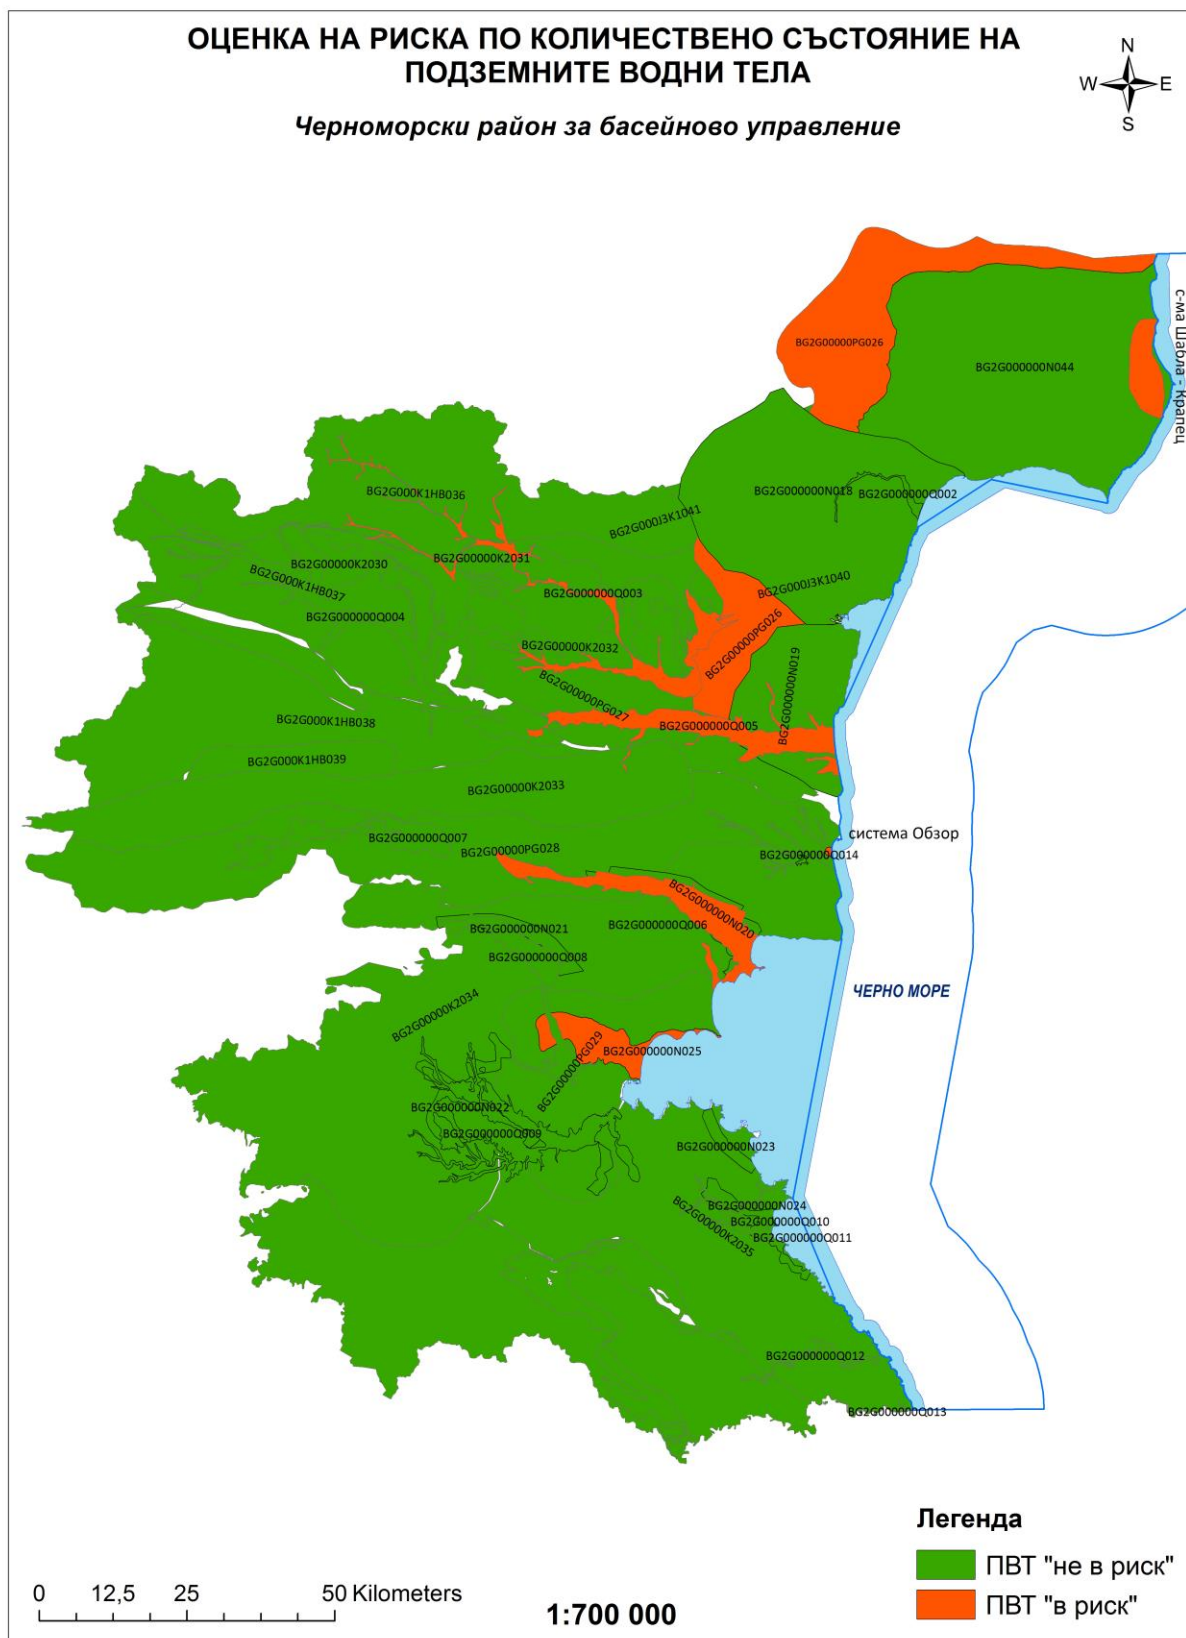 ОЦЕНКА НА РИСКА ПО КОЛИЧЕСТВЕНО СЪСТОЯНИЕ НА
ПОДЗЕМНИТЕ ВОДНИ ТЕЛА
Черноморски район за басейново управление
N
W E
S
с-ма Шабла - Крапец
BG2G00000PG026
BG2G000000N044
BG2G000K1HB036
BG2G000000N018
BG2G000000Q002
BG2G000J3K1041
BG2G00000K2031
BG2G00000K2030
BG2G000K1HB037
BG2G000J3K1040
BG2G000000Q003
BG2G000000Q004
BG2G00000K2032
BG2G00000PG026
BG2G00000PG027
BG2G000000N019
BG2G000K1HB038
BG2G000000Q005
BG2G000K1HB039
BG2G00000K2033
система Обзор
BG2G000000Q007
BG2G00000PG028
BG2G000000Q014
BG2G000000N020
BG2G000000N021
BG2G000000Q006
BG2G000000Q008
ЧЕРНО МОРЕ
BG2G00000K2034
BG2G000000N025
BG2G00000PG029
BG2G000000N022
BG2G000000Q009
BG2G000000N023
BG2G000000N024
BG2G000000Q010
BG2G000000Q011
BG2G00000K2035
BG2G000000Q012
BG2G000000Q013
Легенда
ПВТ "не в риск"
ПВТ "в риск"
0 12,5 25 50 Kilometers
1:700 000